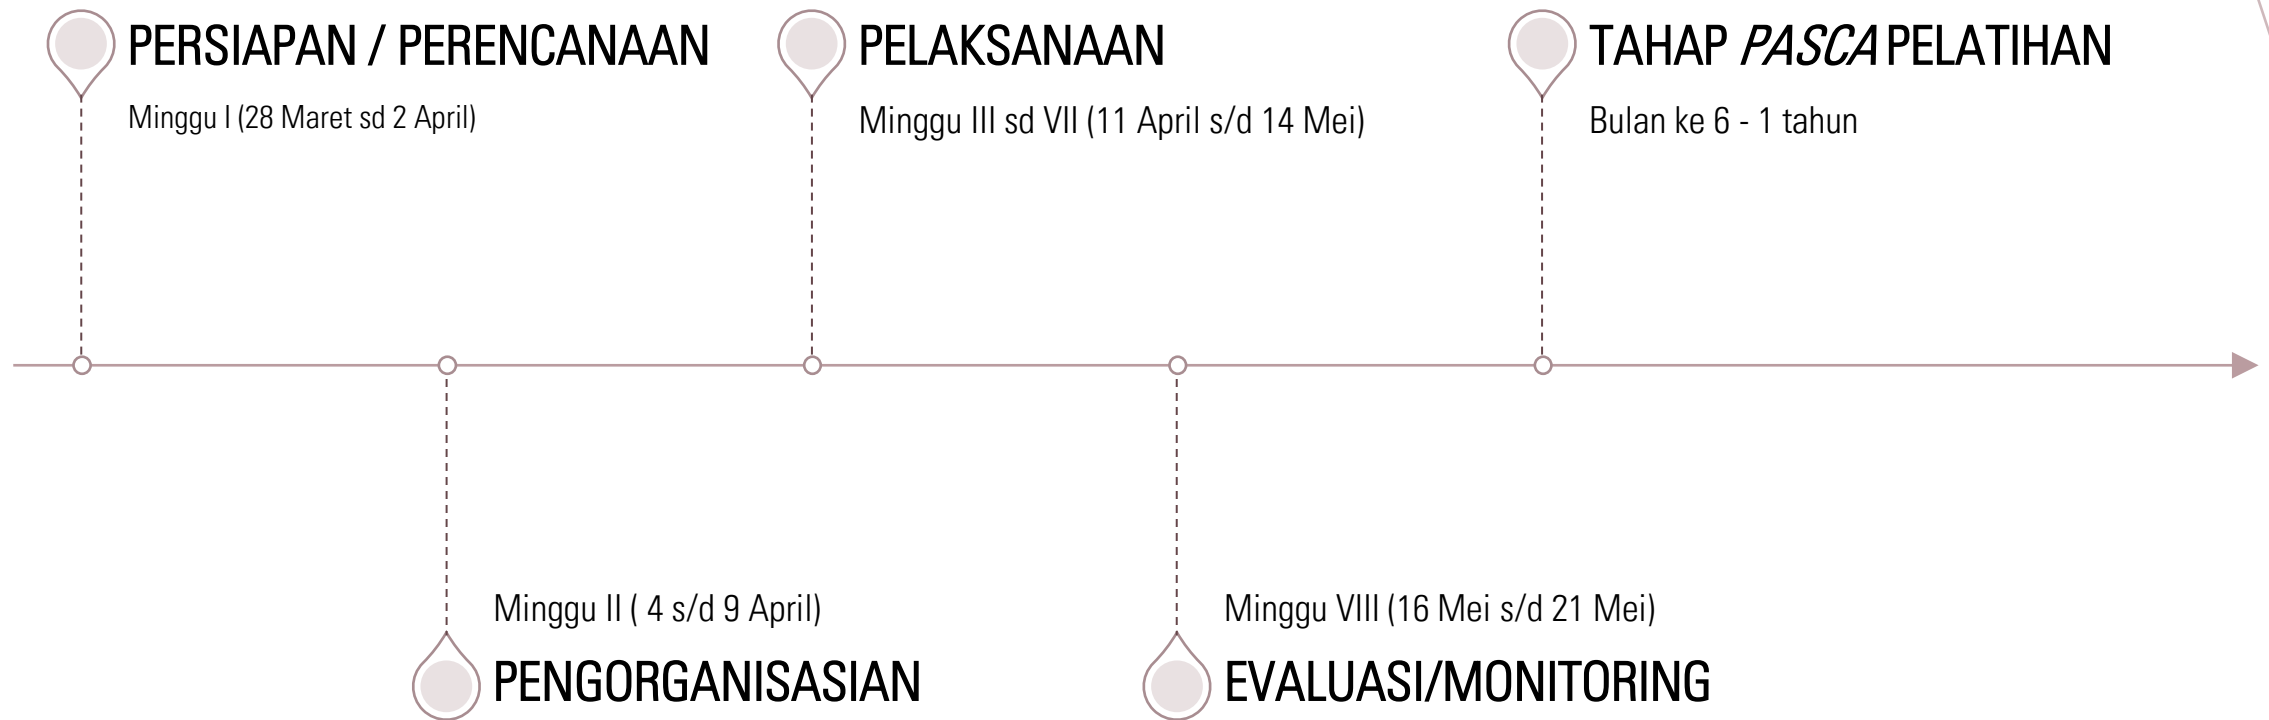 PERSIAPAN / PERENCANAAN
Minggu I (28 Maret sd 2 April)
PELAKSANAAN
Minggu III sd VII (11 April s/d 14 Mei)
TAHAP PASCA PELATIHAN
Bulan ke 6 - 1 tahun
Minggu II ( 4 s/d 9 April)
PENGORGANISASIAN
Minggu VIII (16 Mei s/d 21 Mei)
EVALUASI/MONITORING